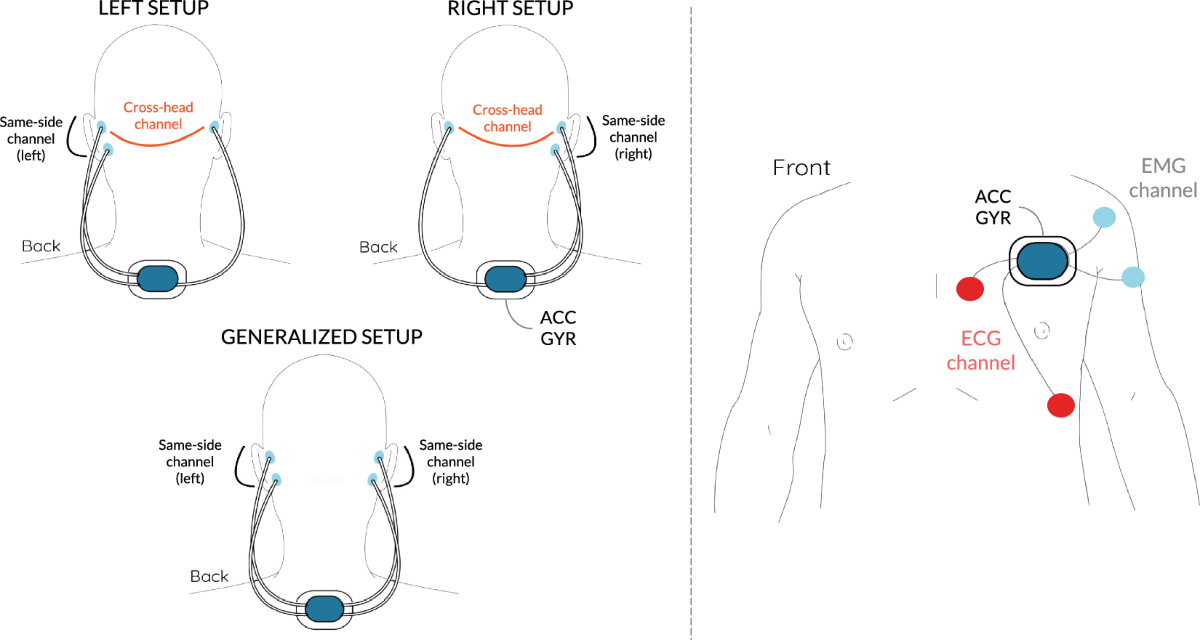 LEFT SETUP
Cross-head
channel
Same-side
channel
(left)
Back
RIGHT SETUP
Cross-head
channel
Same-side
channel
(right)
Back
ACC
GYR
GENERALIZED SETUP
Same-side
channel
(left)
Same-side
channel
(right)
Back
Front
ACC
GYR
EMG
channel
ECG
channel